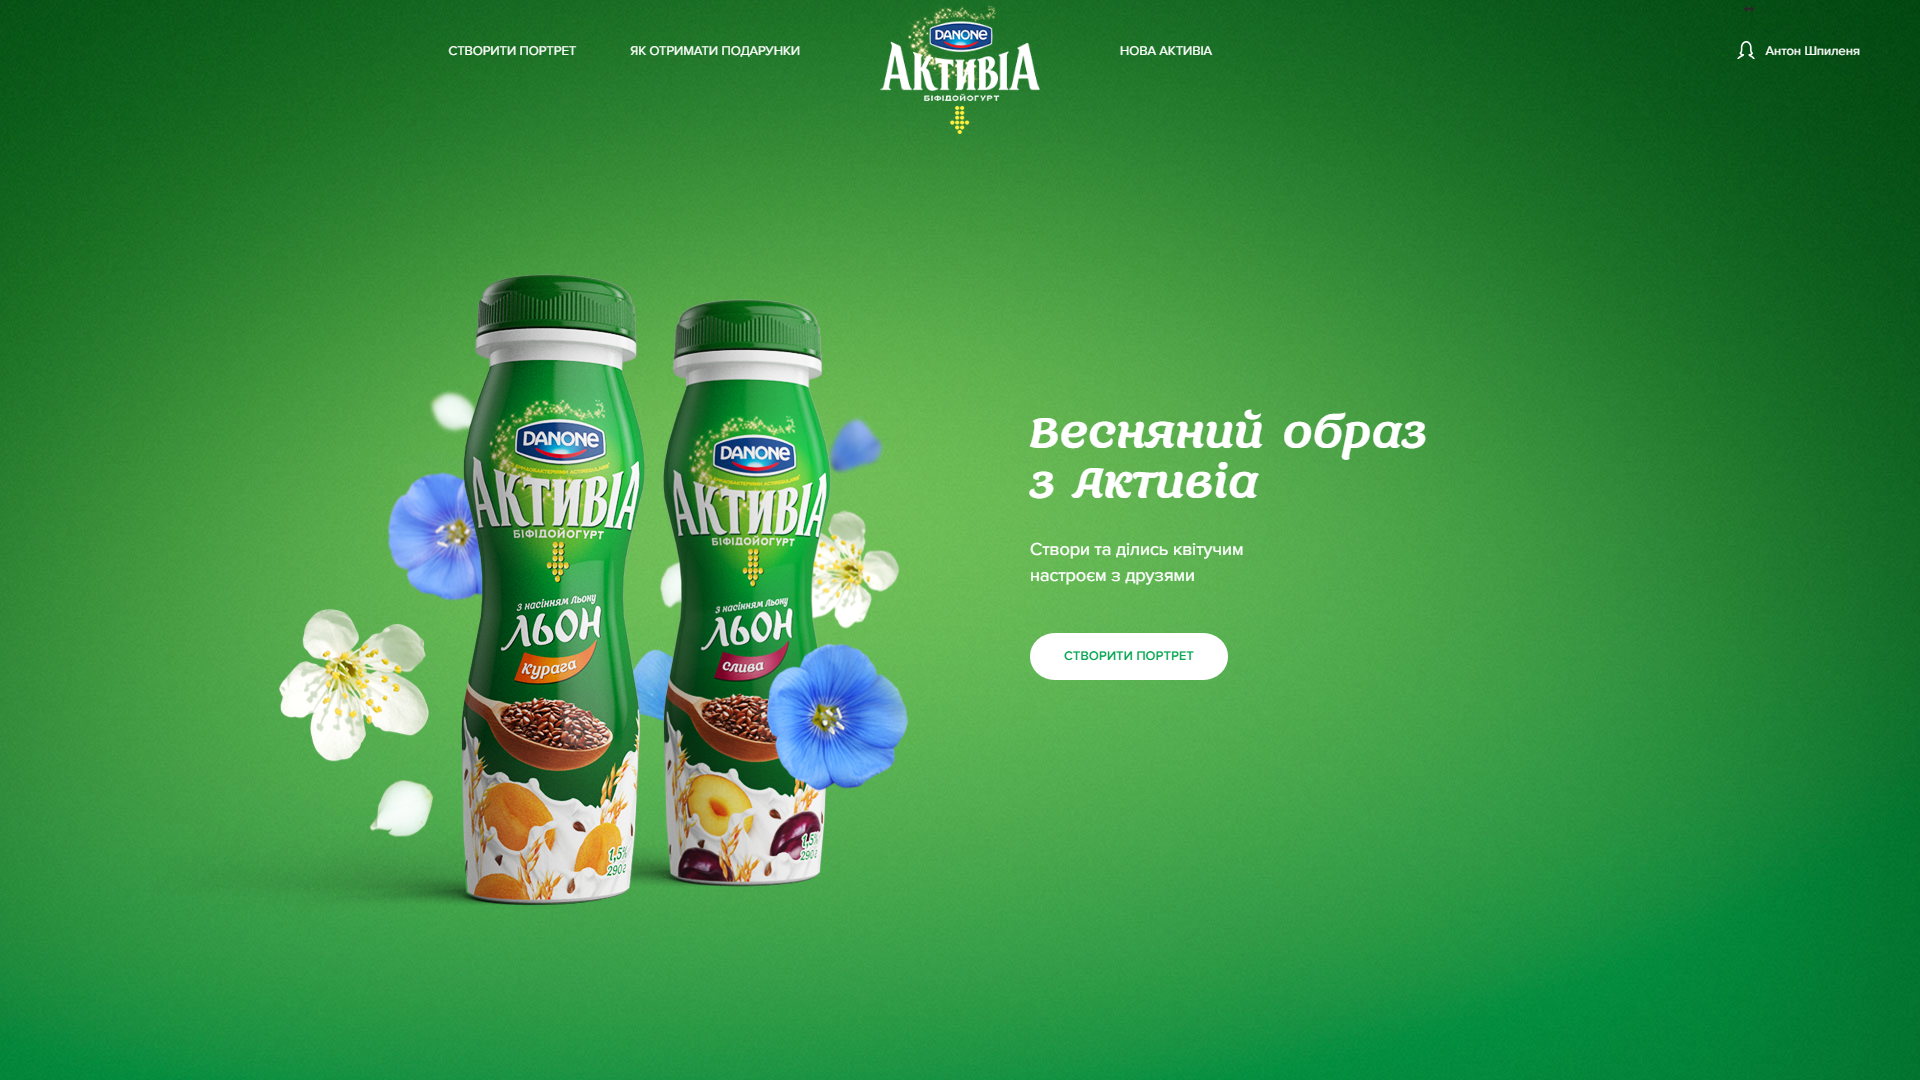 СТВОРИТИ ПОРТРЕТ
ЯК ОТРИМАТИ ПОДАРУНКИ
DANONE
АКТИВІА
БІФІДОЙОГУРТ
НОВА АКТИВІА
Антон Шпиленя
DANONE
АКТИВІА
БІФІДОЙОГУРТ
з насінням льону
ЛЬОН
Курага
1,5%
290 г
DANONE
АКТИВІА
БІФІДОЙОГУРТ
з насінням льону
ЛЬОН
Слива
1,5%
290 г
Весняний образ
з Активіа
Створи та ділись квітучим
настроєм з друзями
СТВОРИТИ ПОРТРЕТ